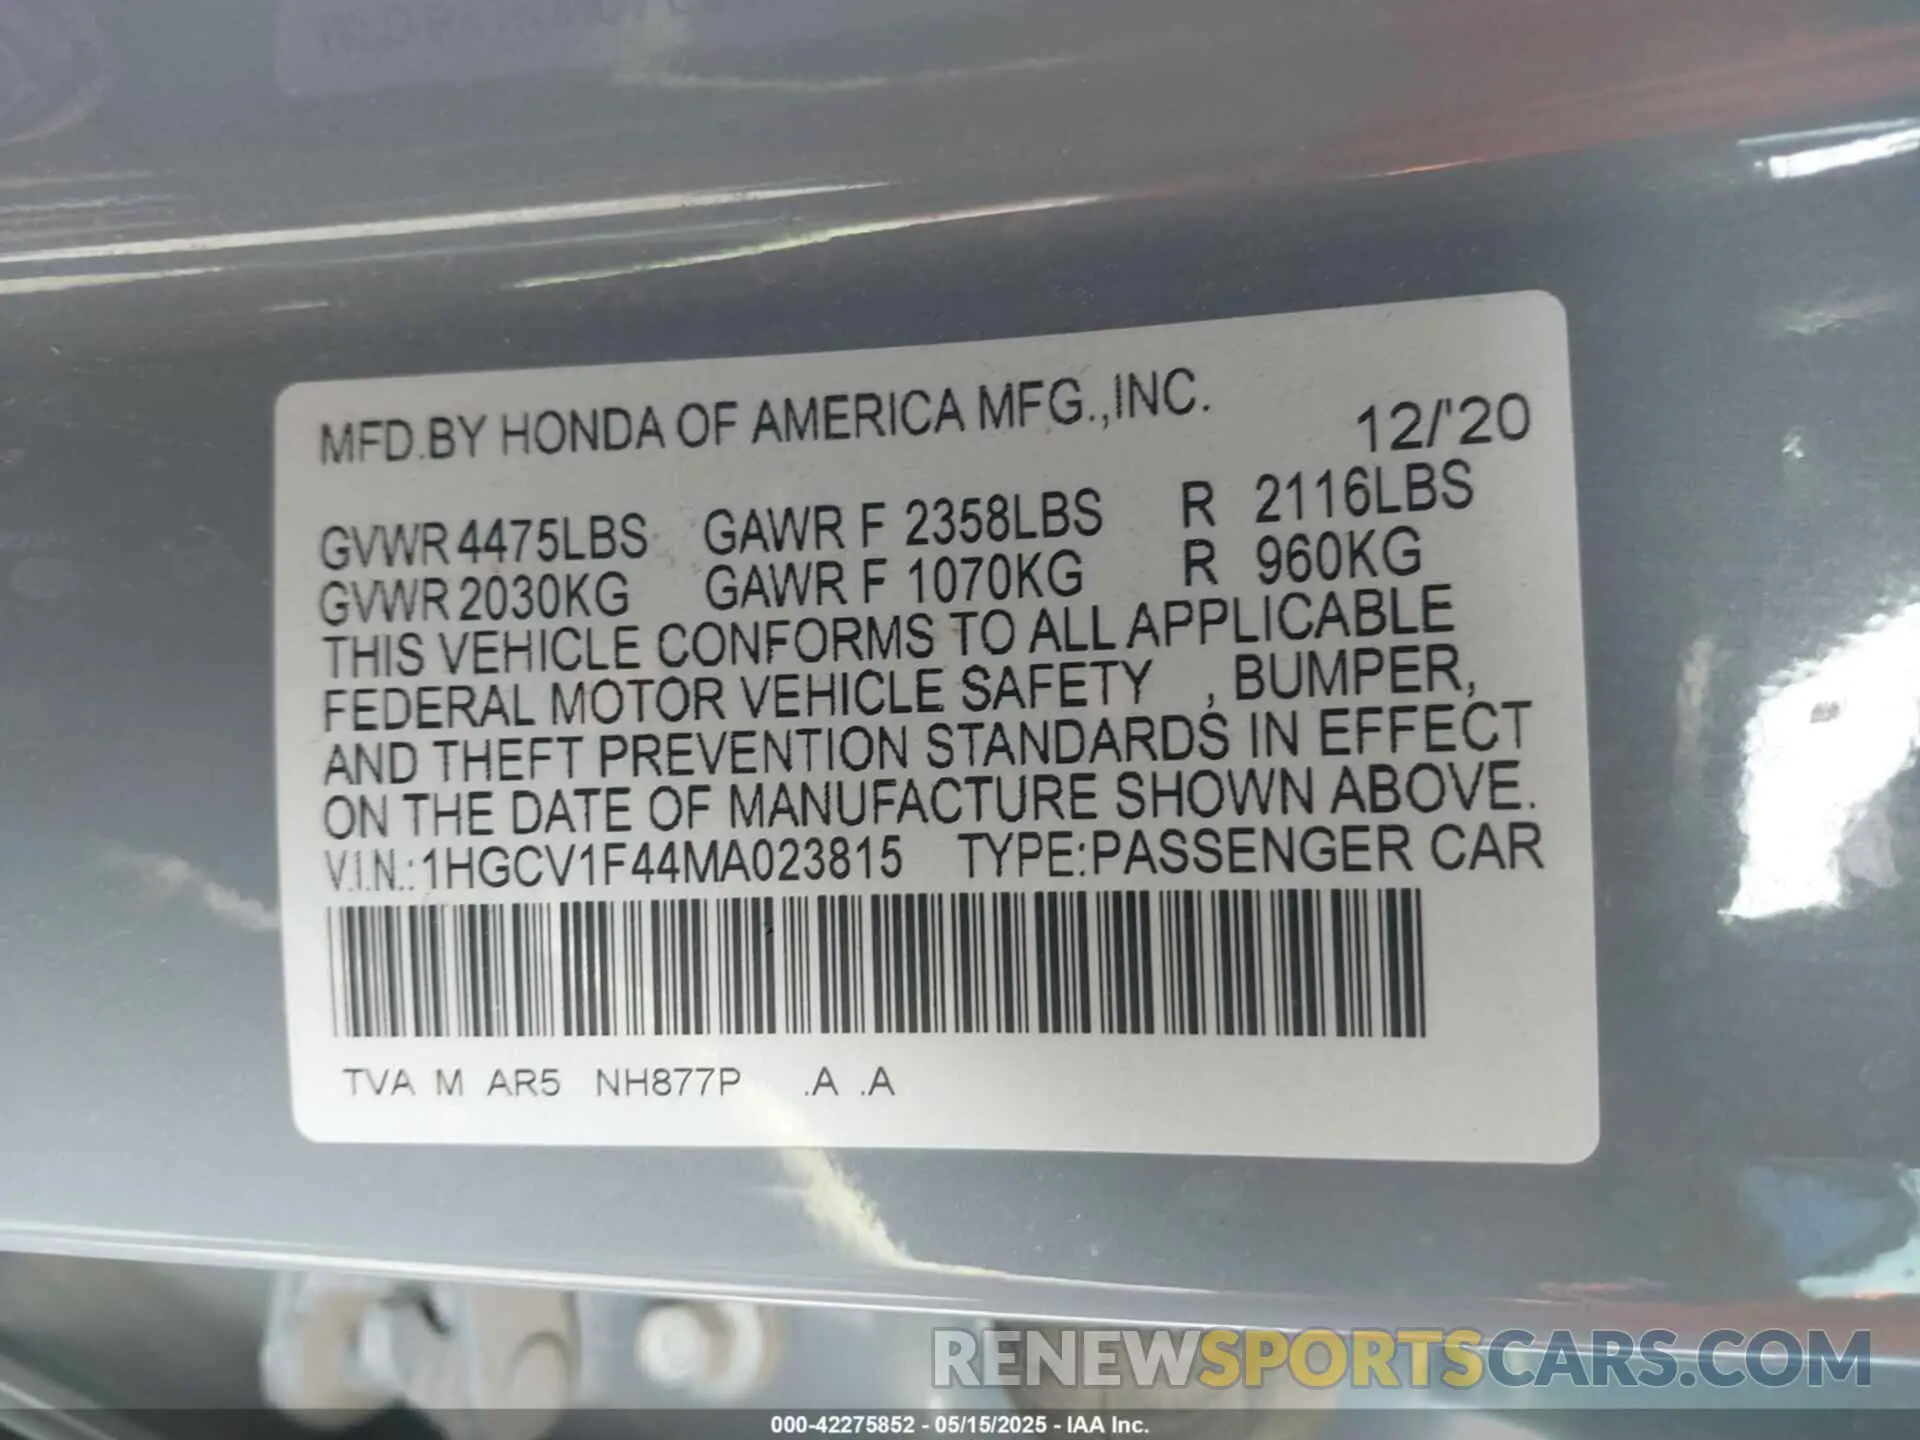 MFD.BY HONDA OF AMERICA MFG.,INC. 12/'20
GVWR 4475LBS GAWR F 2358LBS R 2116LBS
GVWR 2030KG GAWR F 1070KG R 960KG
THIS VEHICLE CONFORMS TO ALL APPLICABLE
FEDERAL MOTOR VEHICLE SAFETY , BUMPER,
AND THEFT PREVENTION STANDARDS IN EFFECT
ON THE DATE OF MANUFACTURE SHOWN ABOVE.
V.I.N.: 1HGCV1F44MA023815 TYPE:PASSENGER CAR
TVA M AR5 NH877P .A .A
RENEWSPORTSCARS.COM
000-42275852 - 05/15/2025 - IAA Inc.